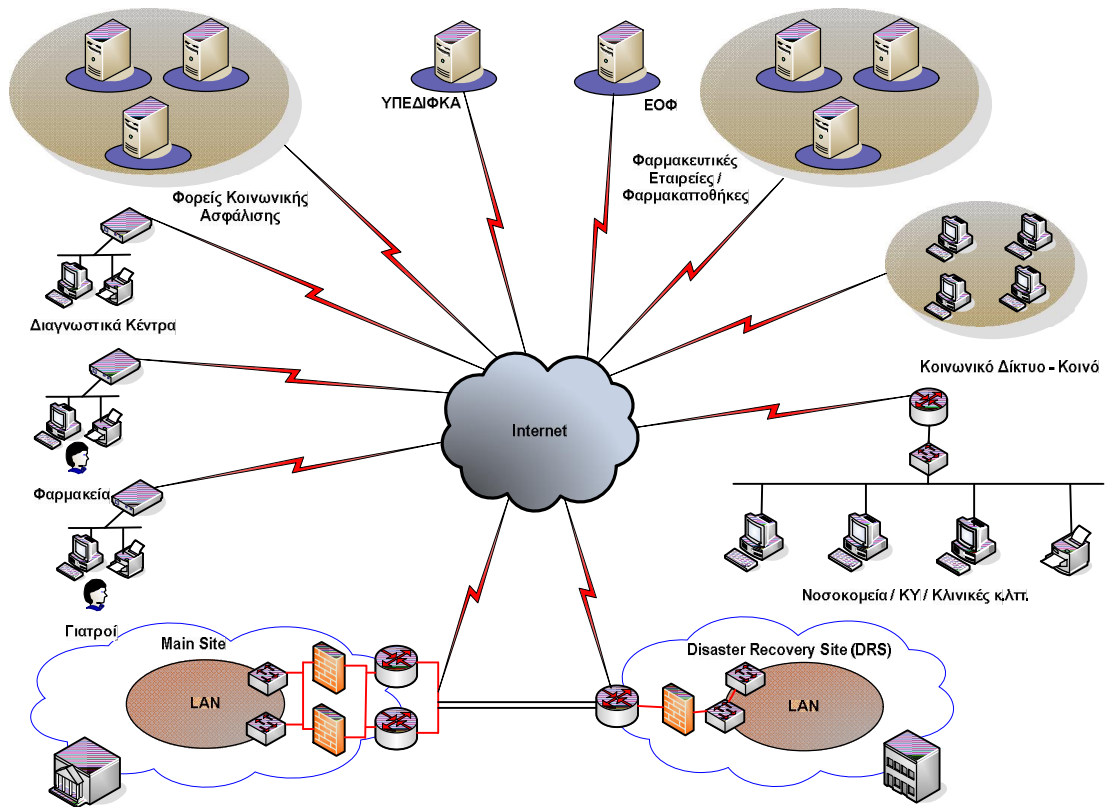 ΥΠΕΔΙΦΚΑ
ΕΟΦ
Φορείς Κοινωνικής
Ασφάλισης
Φαρμακευτικές
Εταιρείες /
Φαρμακαποθήκες
Διαγνωστικά Κέντρα
Κοινωνικό Δίκτυο - Κοινό
Internet
Φαρμακεία
Νοσοκομεία / ΚΥ / Κλινικές κ.λπ.
Γιατροί
Main Site
LAN
Disaster Recovery Site (DRS)
LAN